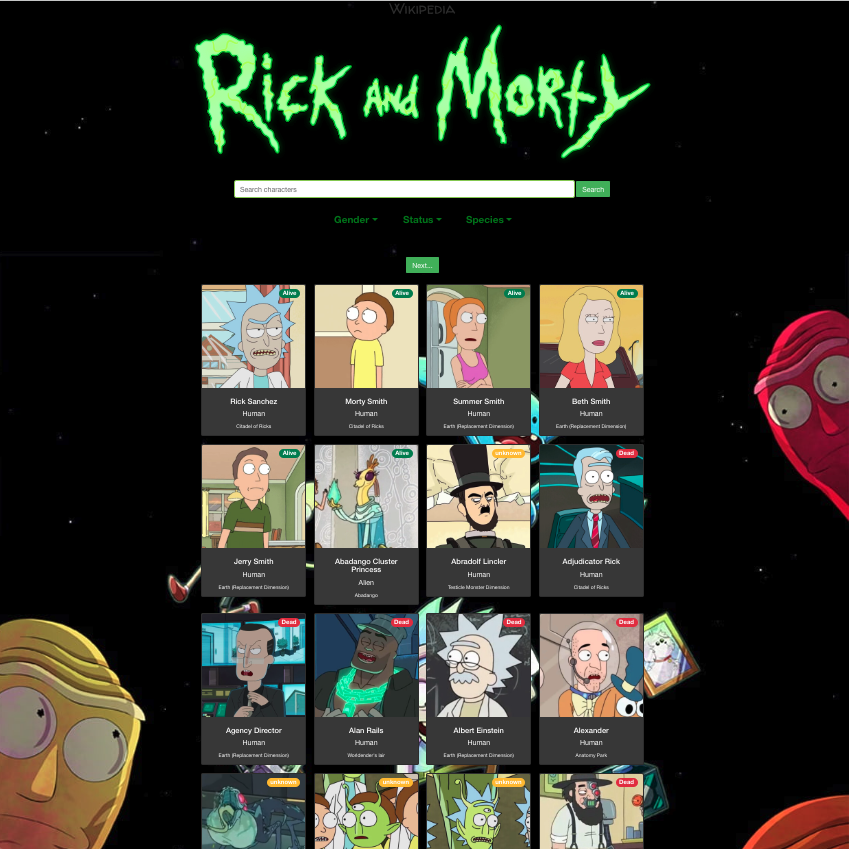 Wikipedia
Rick and Morty
Search characters
Search
Gender
Status
Species
Next...
Alive
Alive
Alive
Alive
Rick Sanchez
Human
Citadel of Ricks
Morty Smith
Human
Citadel of Ricks
Summer Smith
Human
Earth (Replacement Dimension)
Beth Smith
Human
Earth (Replacement Dimension)
Alive
Alive
unknown
Dead
Jerry Smith
Human
Earth (Replacement Dimension)
Abadango Cluster
Princess
Alien
Abadango
Abradolf Lincler
Human
Testicle Monster Dimension
Adjudicator Rick
Human
Citadel of Ricks
Dead
Dead
Dead
Dead
Agency Director
Human
Earth (Replacement Dimension)
Alan Rails
Human
Worldender's lair
Albert Einstein
Human
Earth (Replacement Dimension)
Alexander
Human
Anatomy Park
unknown
unknown
unknown
Dead